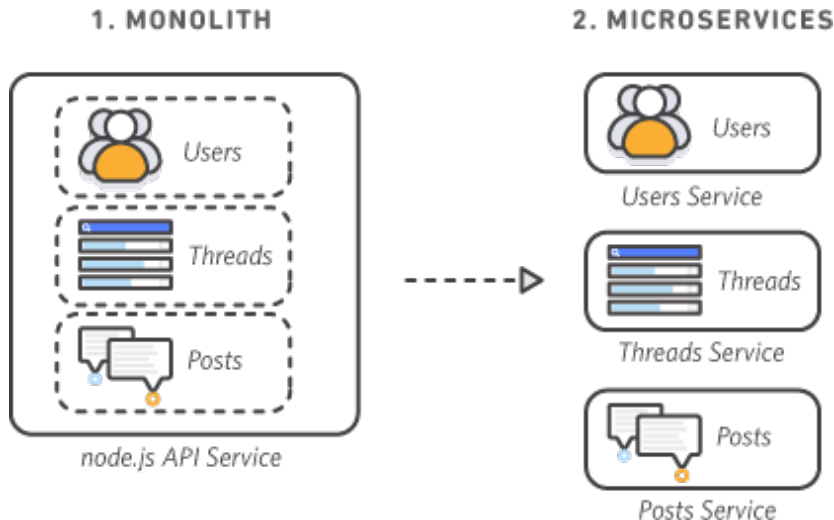 1. MONOLITH
Users
Threads
Posts
node.js API Service
2. MICROSERVICES
Users
Users Service
Threads
Threads Service
Posts
Posts Service